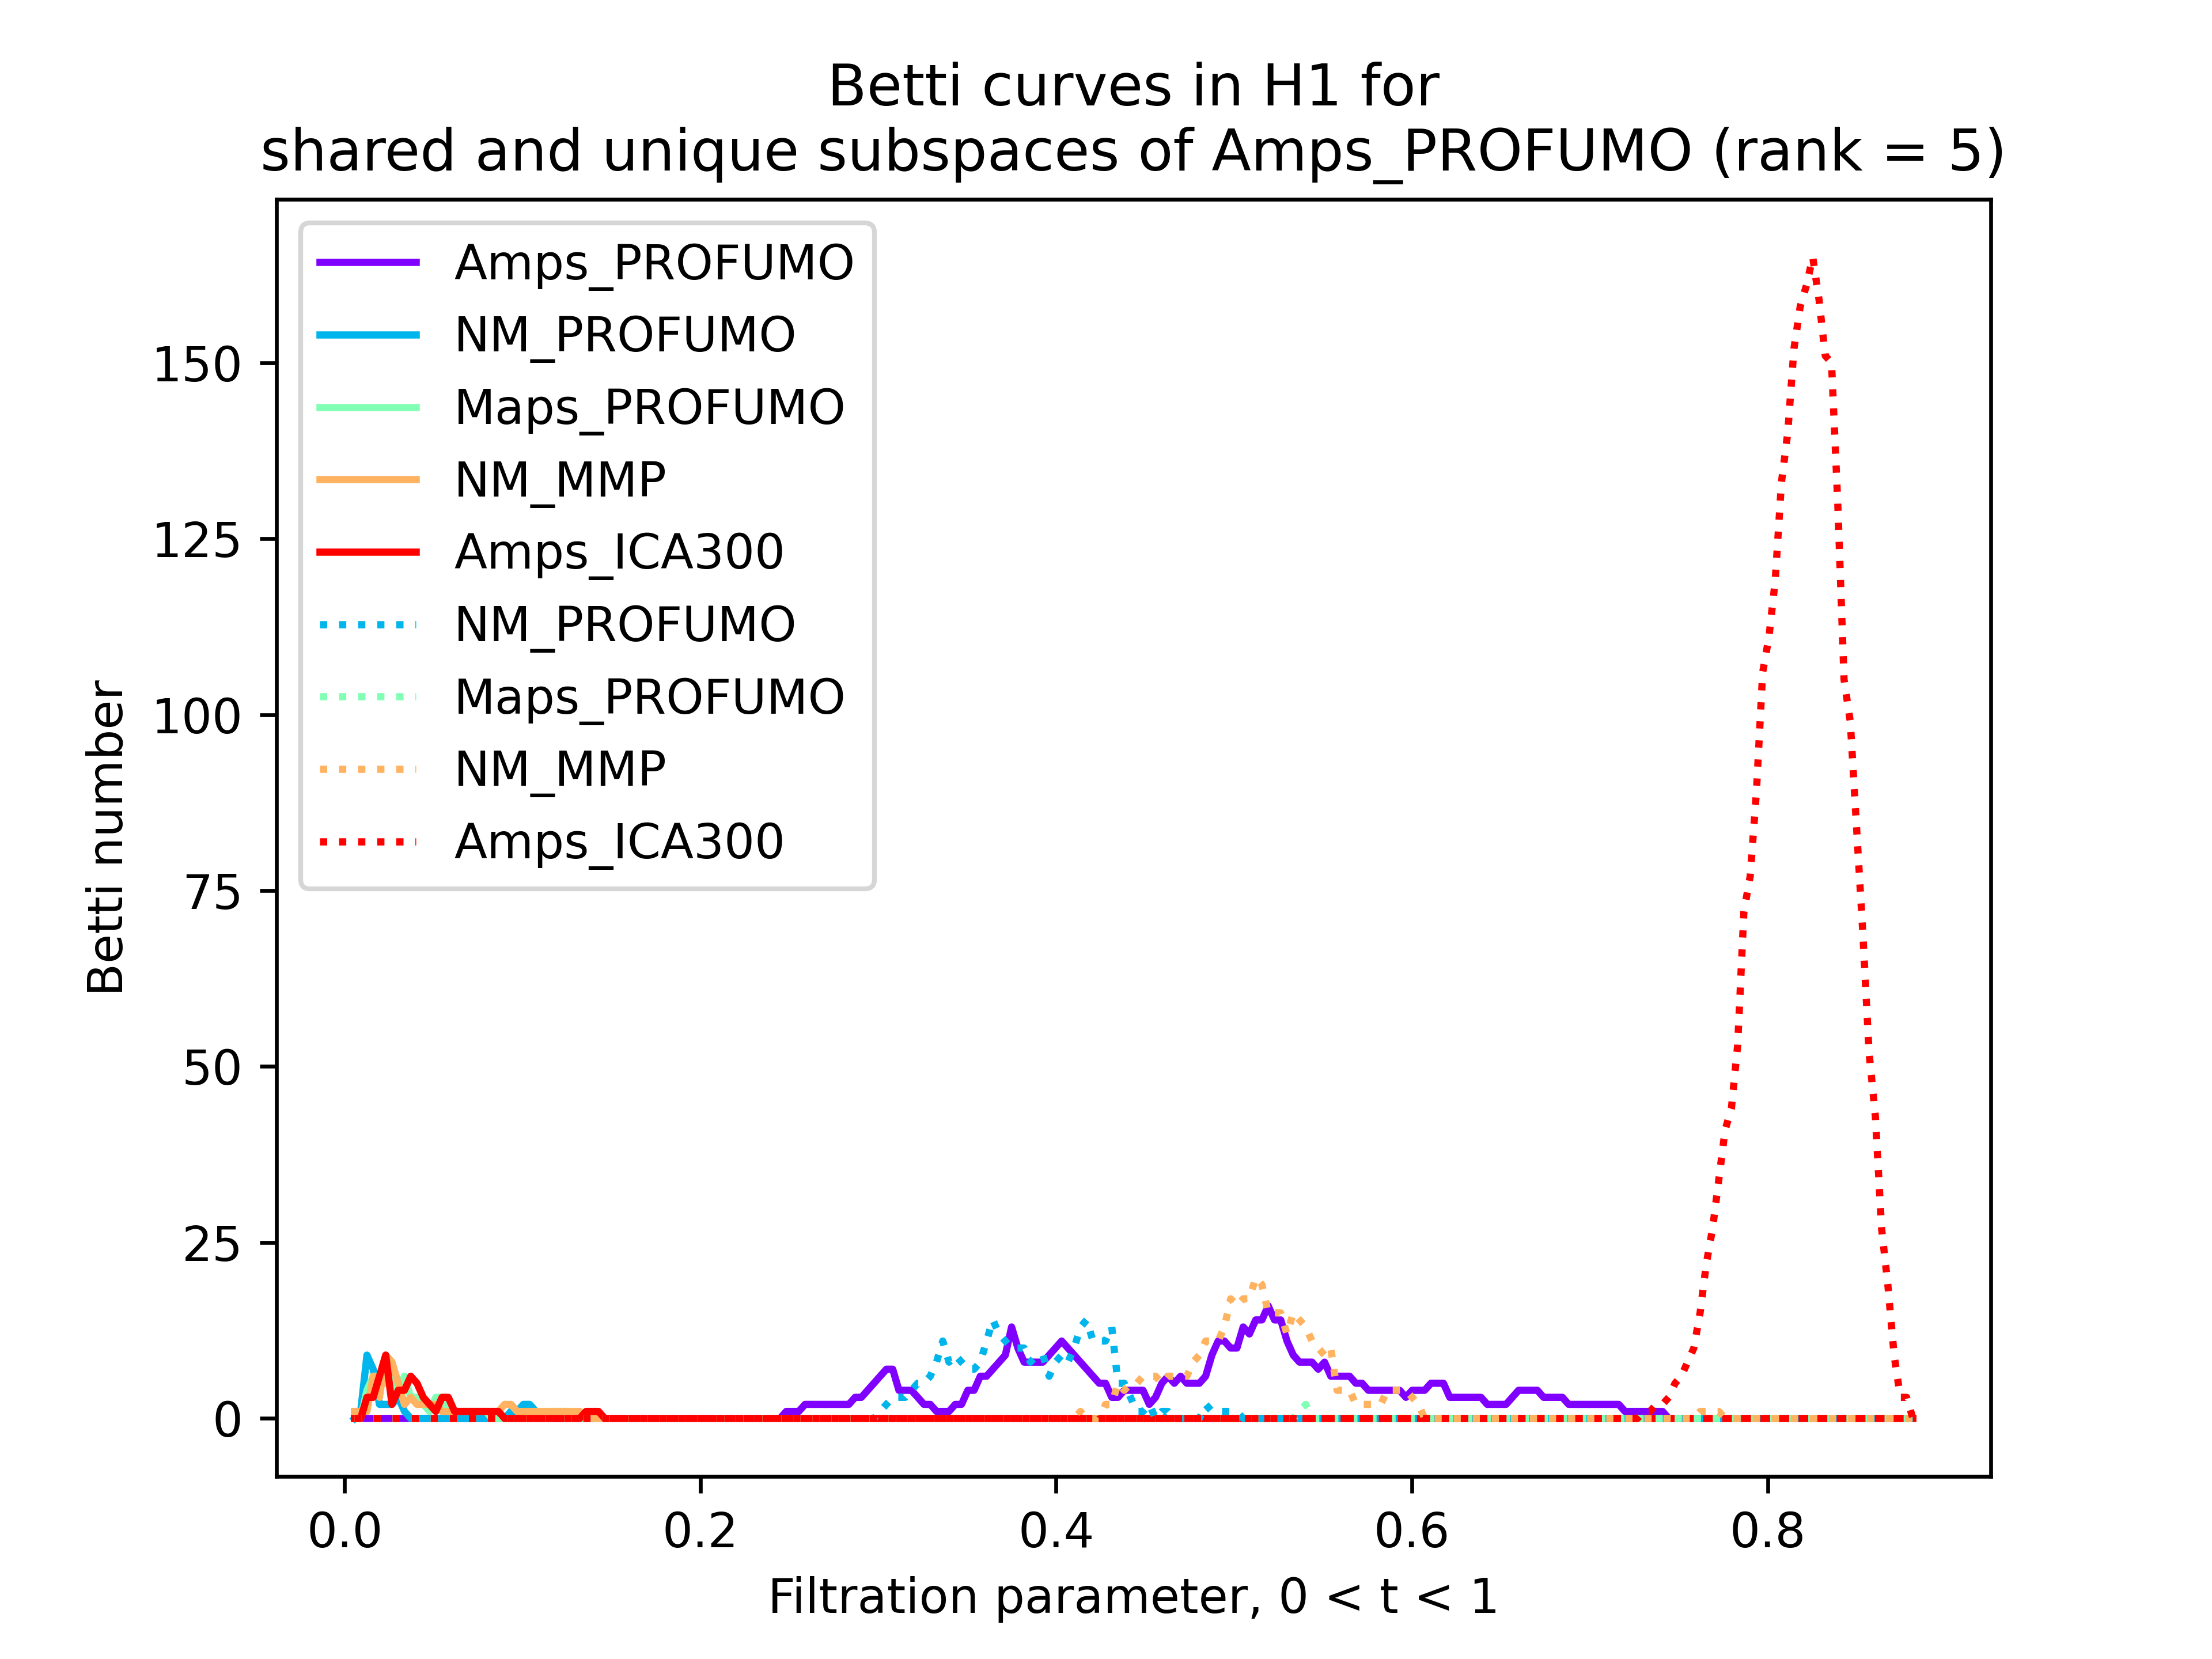 Betti curves in H1 for
shared and unique subspaces of Amps_PROFUMO (rank = 5)
Amps_PROFUMO
NM_PROFUMO
Maps_PROFUMO
NM_MMP
Amps_ICA300
NM_PROFUMO
Maps_PROFUMO
NM_MMP
Amps_ICA300
Betti number
150
125
100
75
50
25
0
0.0 0.2 0.4 0.6 0.8
Filtration parameter, 0 < t < 1